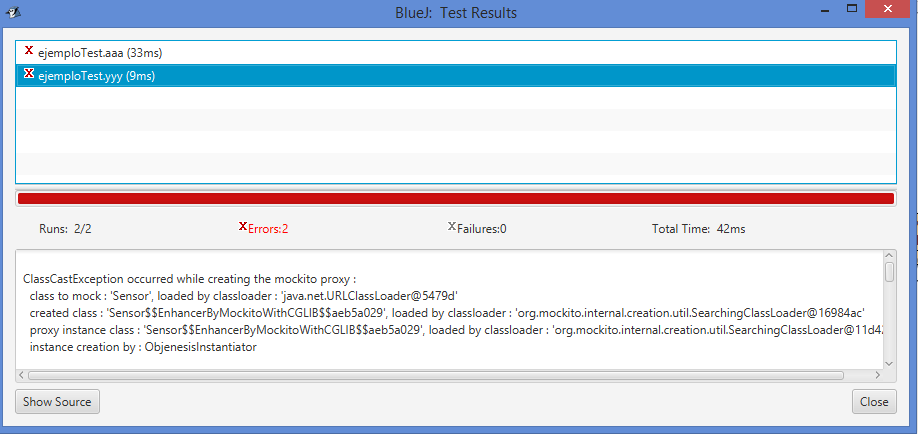 BlueJ: Test Results
ejemploTest.aaa (33ms)
ejemploTest.yyy (9ms)
Runs: 2/2
Errors:2
Failures:0
Total Time: 42ms
ClassCastException occurred while creating the mockito proxy :
class to mock : 'Sensor', loaded by classloader : 'java.net.URLClassLoader@5479d'
created class : 'Sensor$$EnhancerByMockitoWithCGLIB$$aeb5a029', loaded by classloader : 'org.mockito.internal.creation.util.SearchingClassLoader@16984ac'
proxy instance class : 'Sensor$$EnhancerByMockitoWithCGLIB$$aeb5a029', loaded by classloader : 'org.mockito.internal.creation.util.SearchingClassLoader@11d42
instance creation by : ObjenesisInstantiator
Show Source
Close